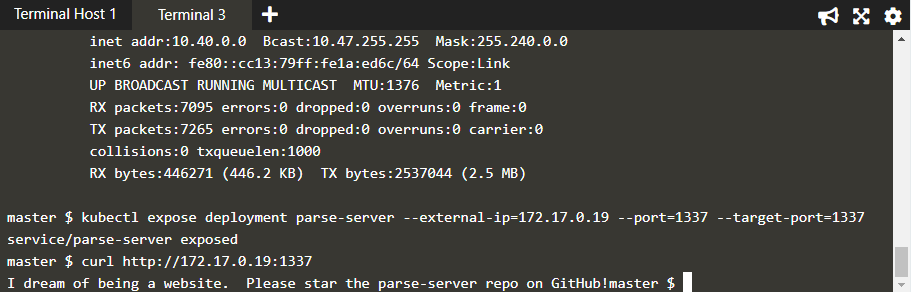 Terminal Host 1 Terminal 3 +
inet addr:10.40.0.0  Bcast:10.47.255.255  Mask:255.240.0.0
inet6 addr: fe80::cc13:79ff:fe1a:ed6c/64 Scope:Link
UP BROADCAST RUNNING MULTICAST  MTU:1376  Metric:1
RX packets:7095 errors:0 dropped:0 overruns:0 frame:0
TX packets:7265 errors:0 dropped:0 overruns:0 carrier:0
collisions:0 txqueuelen:1000
RX bytes:446271 (446.2 KB)  TX bytes:2537044 (2.5 MB)
master $ kubectl expose deployment parse-server --external-ip=172.17.0.19 --port=1337 --target-port=1337
service/parse-server exposed
master $ curl http://172.17.0.19:1337
I dream of being a website.  Please star the parse-server repo on GitHub!master $